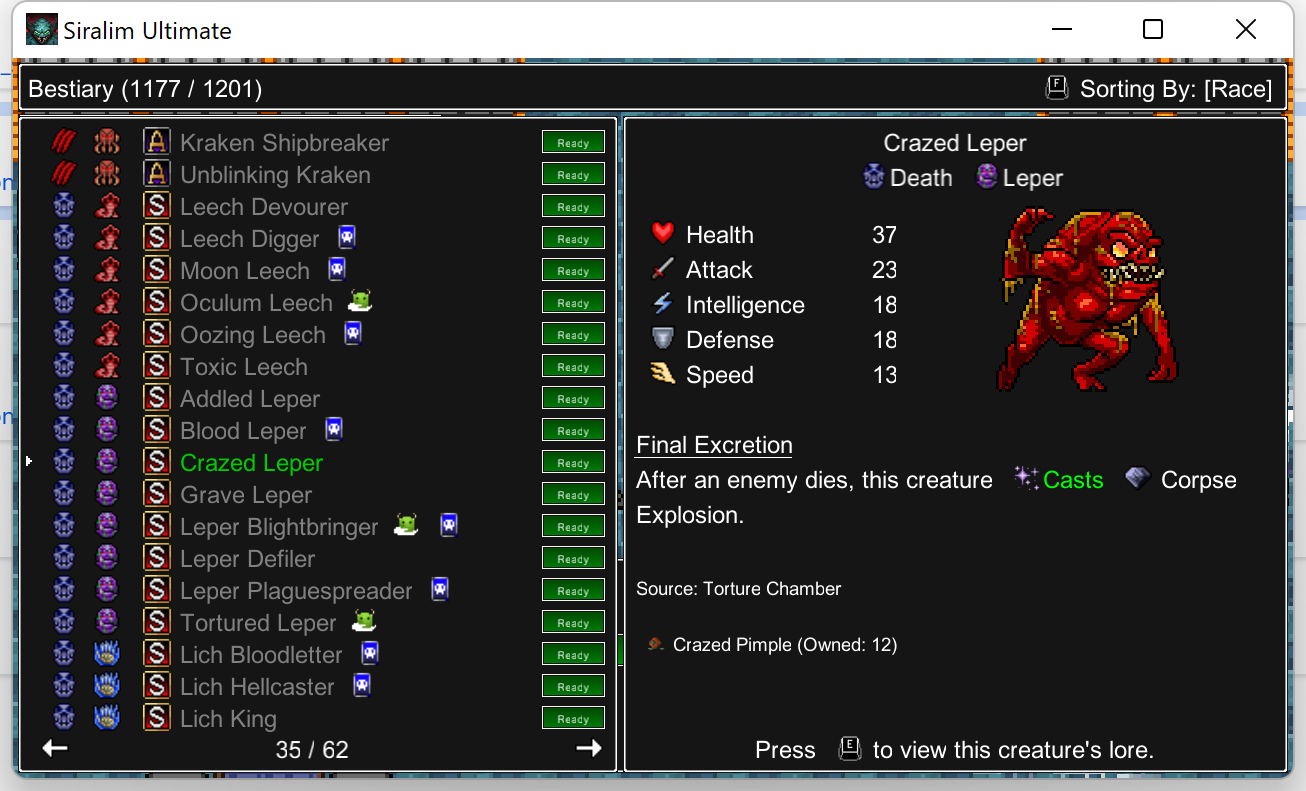 Siralim Ultimate
Bestiary (1177 / 1201)
F Sorting By: [Race]
A Kraken Shipbreaker Ready
A Unblinking Kraken Ready
S Leech Devourer Ready
S Leech Digger Ready
S Moon Leech Ready
S Oculum Leech Ready
S Oozing Leech Ready
S Toxic Leech Ready
S Addled Leper Ready
S Blood Leper Ready
S Crazed Leper Ready
S Grave Leper Ready
S Leper Blightbringer Ready
S Leper Defiler Ready
S Leper Plaguespreader Ready
S Tortured Leper Ready
S Lich Bloodletter Ready
S Lich Hellcaster Ready
S Lich King Ready
35 / 62
Crazed Leper
Death Leper
Health 37
Attack 23
Intelligence 18
Defense 18
Speed 13
Final Excretion
After an enemy dies, this creature Casts Corpse
Explosion.
Source: Torture Chamber
Crazed Pimple (Owned: 12)
Press E to view this creature's lore.